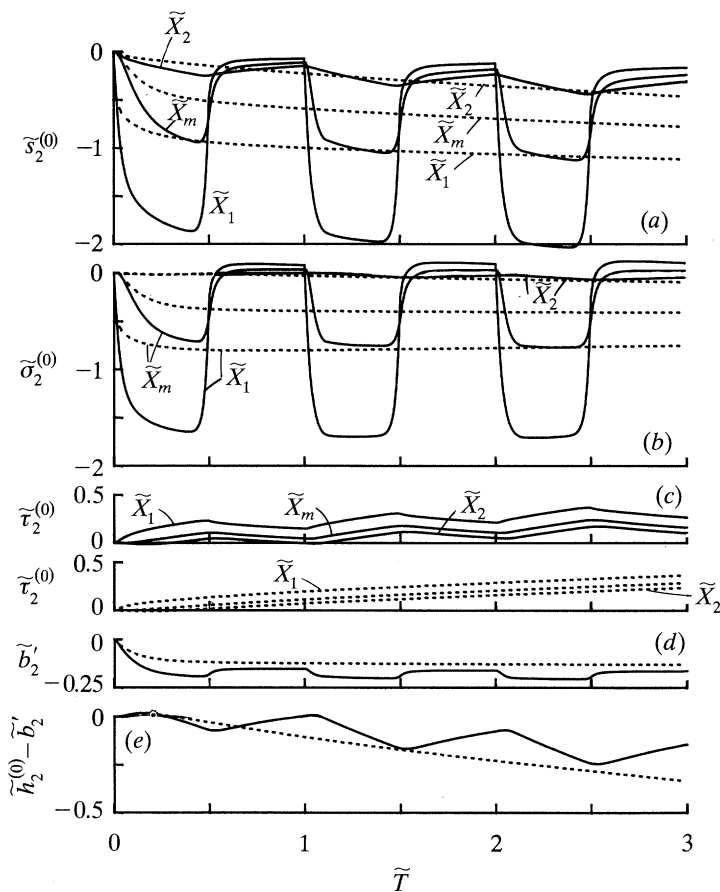 0
X̃₂
X̃ₘ
X̃₂
X̃ₘ
−1
s̃₂⁽⁰⁾
X̃₁
X̃₁
(a)
−2
0
X̃₂
X̃ₘ
X̃₁
−1
σ̃₂⁽⁰⁾
(b)
−2
0.5
X̃₁
X̃ₘ
X̃₂
(c)
τ̃₂⁽⁰⁾
0
0.5
X̃₁
τ̃₂⁽⁰⁾
0
X̃₂
0
(d)
b̃₂′
−0.25
0
(e)
h̃₂⁽⁰⁾−b̃₂′
−0.5
0 1 2 3
T̃